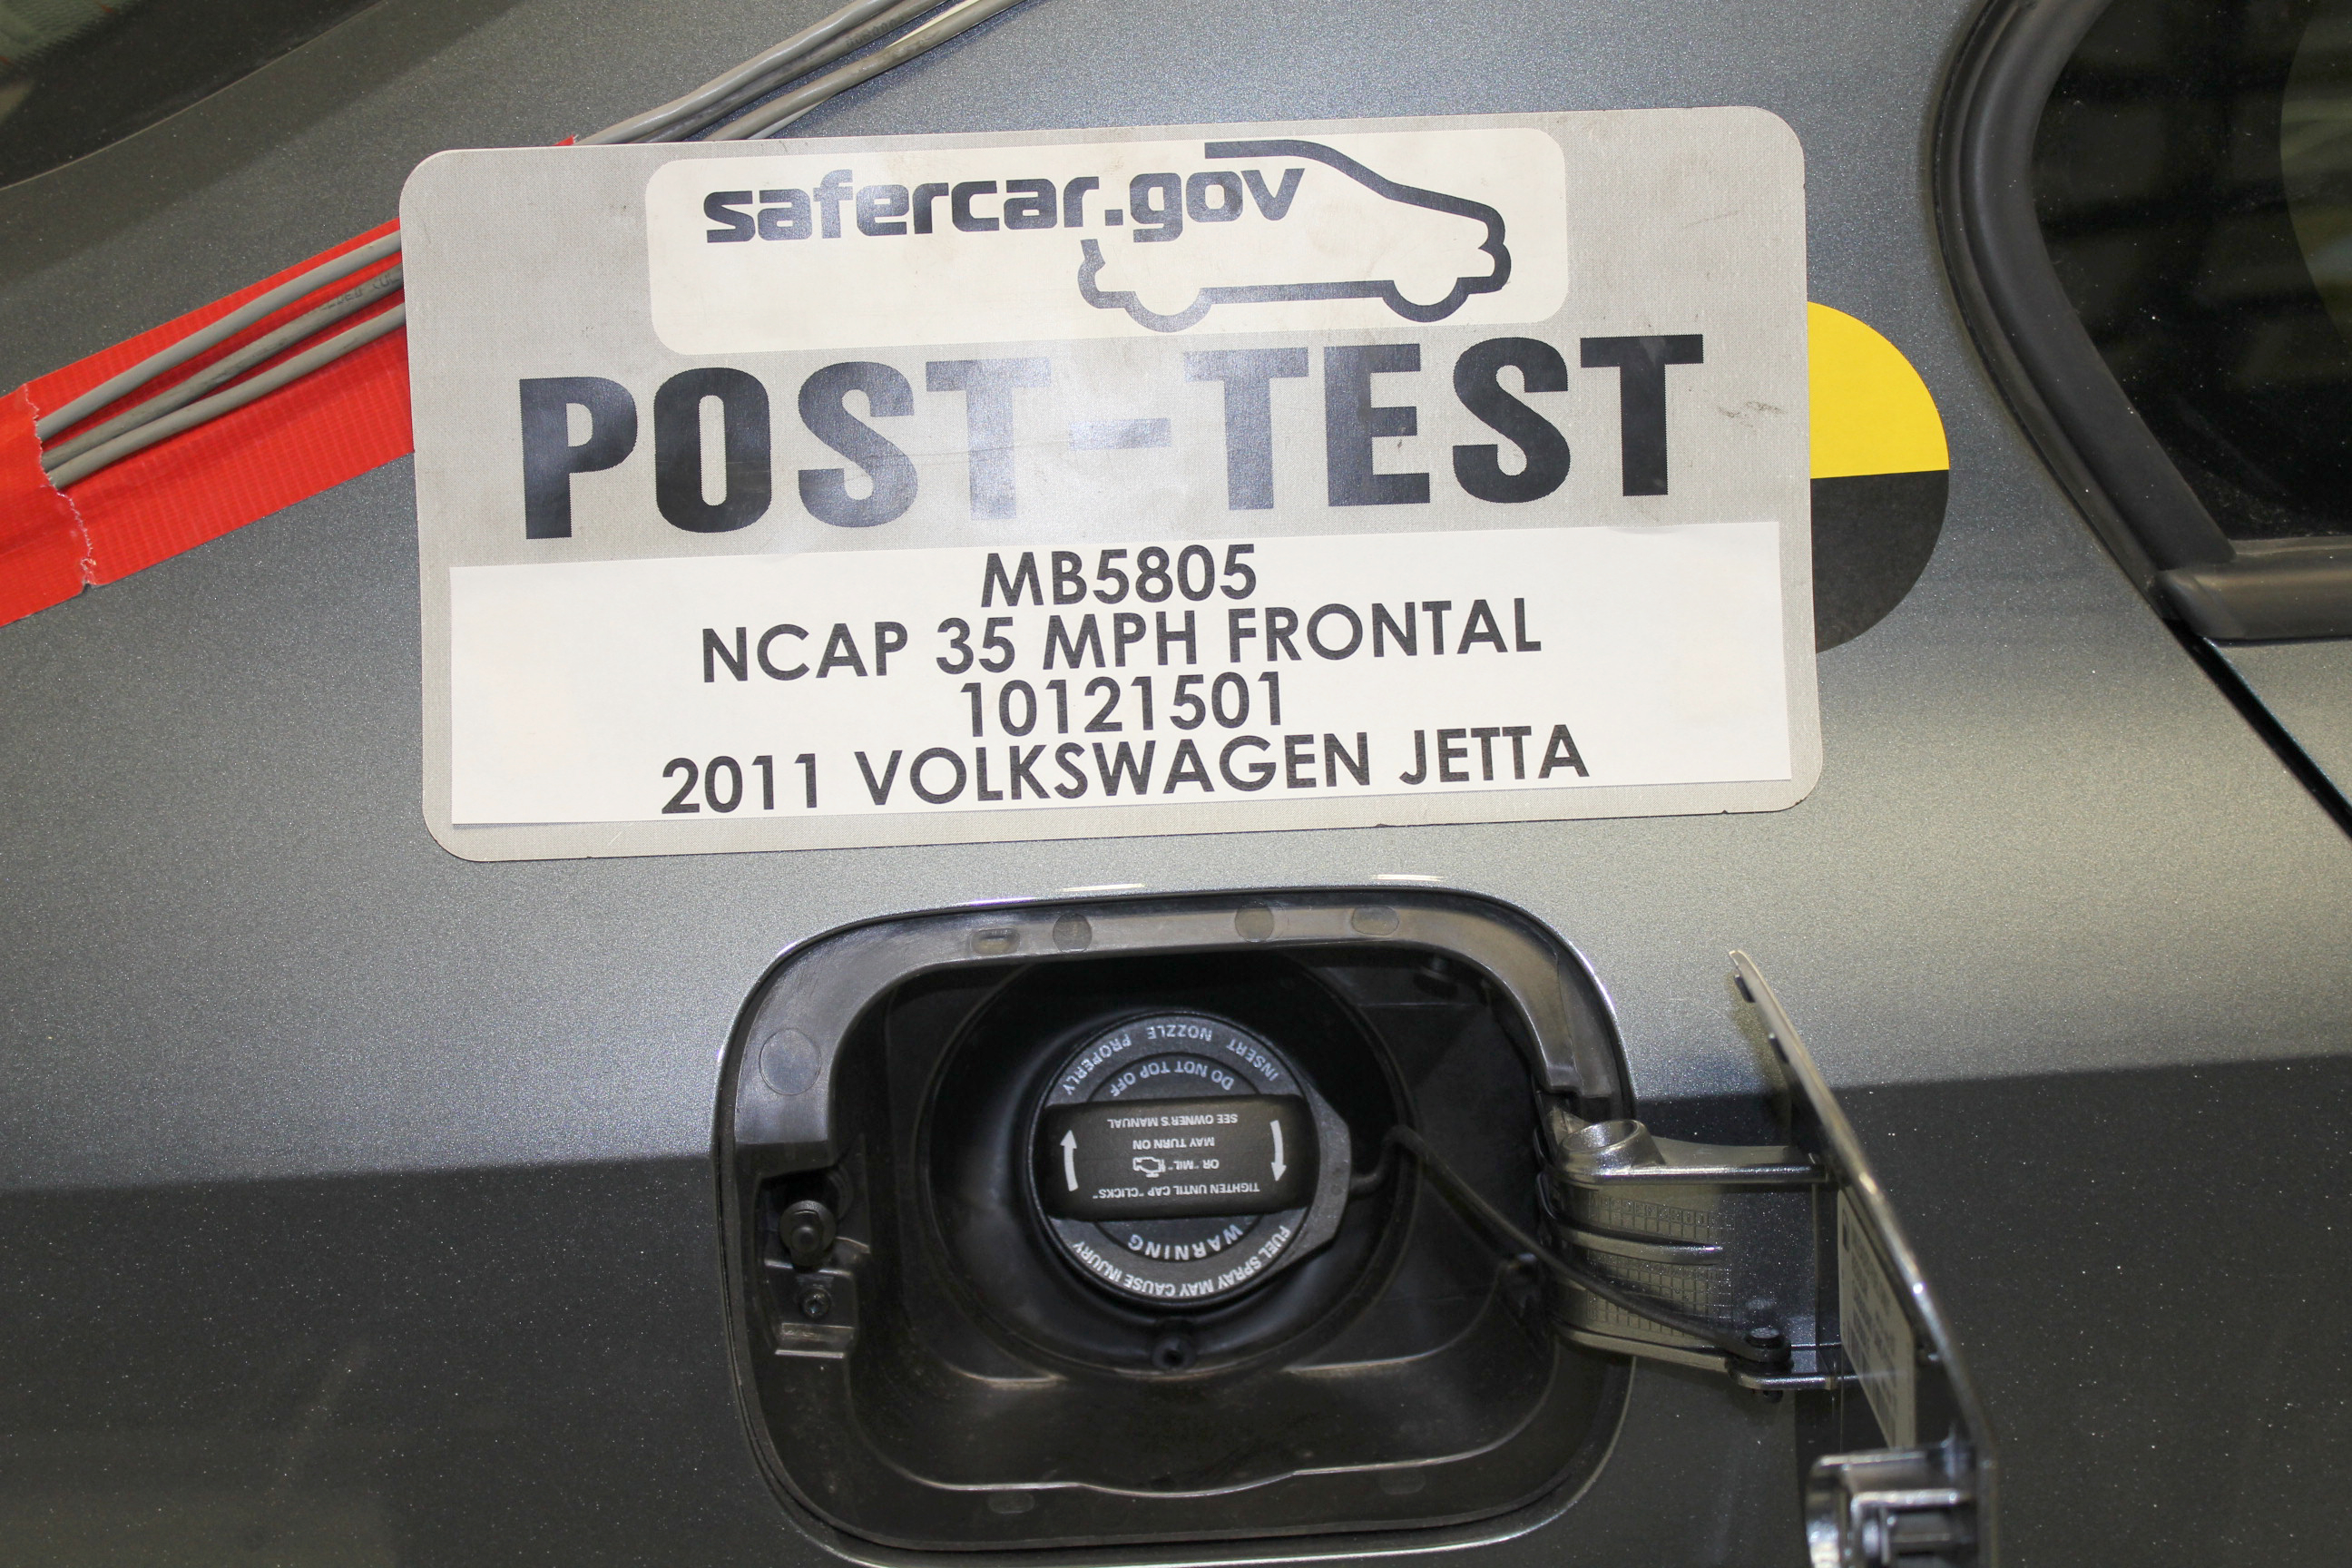 safercar.gov
POST-TEST
MB5805
NCAP 35 MPH FRONTAL
10121501
2011 VOLKSWAGEN JETTA
INSERT NOZZLE PROPERLY
DO NOT TOP OFF
TIGHTEN UNTIL CAP "CLICKS"
OR "MIL"
MAY TURN ON
SEE OWNER'S MANUAL
WARNING
FUEL SPRAY MAY CAUSE INJURY